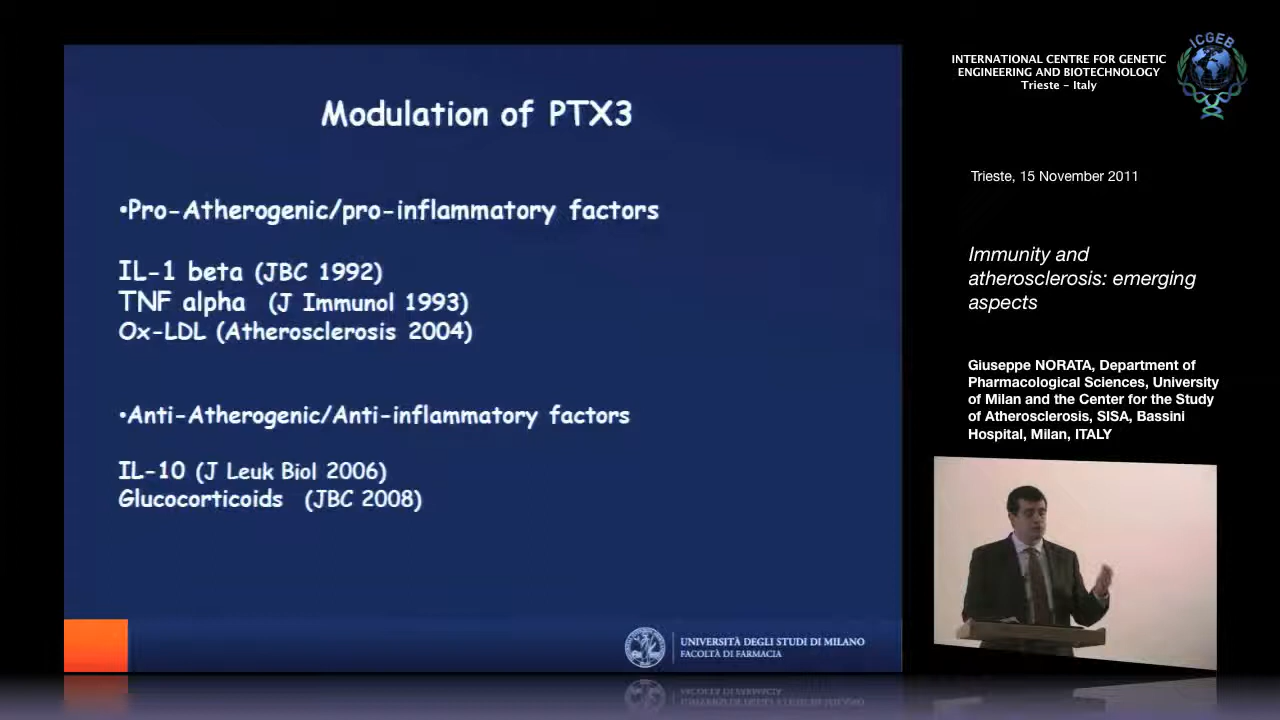 Modulation of PTX3
•Pro-Atherogenic/pro-inflammatory factors
IL-1 beta (JBC 1992)
TNF alpha (J Immunol 1993)
Ox-LDL (Atherosclerosis 2004)
•Anti-Atherogenic/Anti-inflammatory factors
IL-10 (J Leuk Biol 2006)
Glucocorticoids (JBC 2008)
UNIVERSITÀ DEGLI STUDI DI MILANO
FACOLTÀ DI FARMACIA
INTERNATIONAL CENTRE FOR GENETIC
ENGINEERING AND BIOTECHNOLOGY
Trieste - Italy
ICGEB
Trieste, 15 November 2011
Immunity and
atherosclerosis: emerging
aspects
Giuseppe NORATA, Department of
Pharmacological Sciences, University
of Milan and the Center for the Study
of Atherosclerosis, SISA, Bassini
Hospital, Milan, ITALY